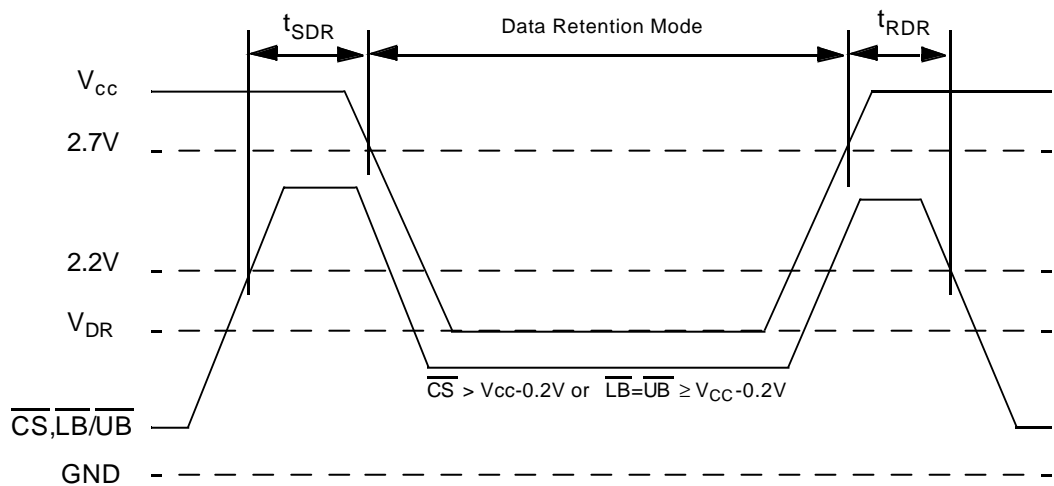 tSDR
Data Retention Mode
tRDR
Vcc
2.7V
2.2V
VDR
CS > Vcc-0.2V or LB=UB ≥ VCC-0.2V
CS,LB/UB
GND